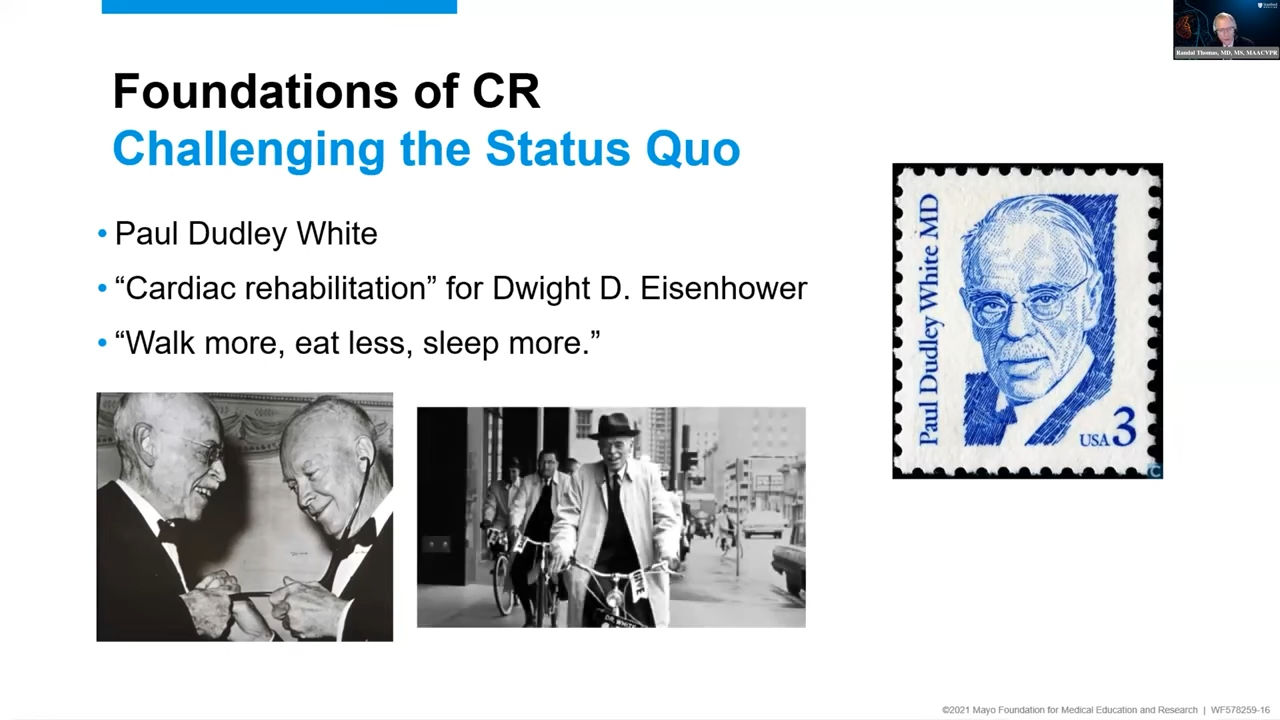 Foundations of CR
Challenging the Status Quo
• Paul Dudley White
• “Cardiac rehabilitation” for Dwight D. Eisenhower
• “Walk more, eat less, sleep more.”
Paul Dudley White MD
USA 3
DR. WHITE
Randal Thomas, MD, MS, MAACVPR
©2021 Mayo Foundation for Medical Education and Research | WF578259-16